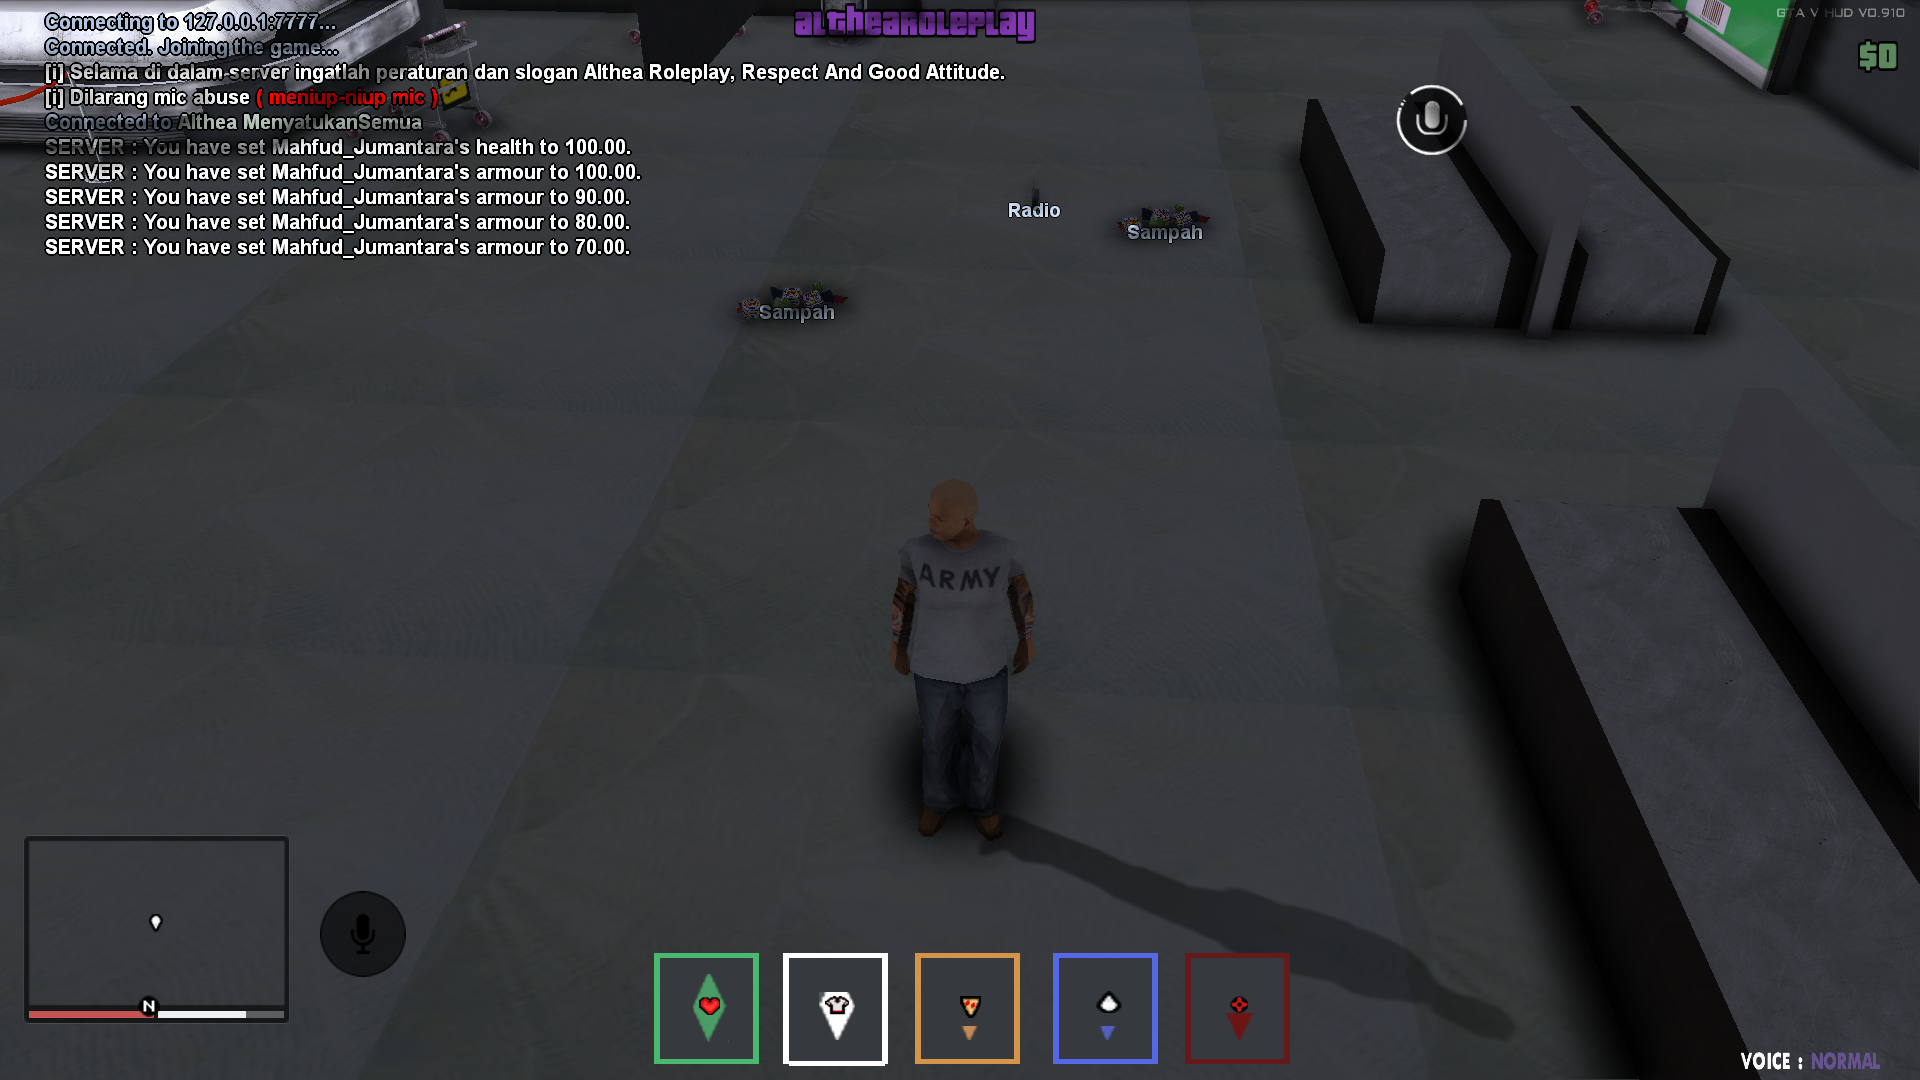 Connecting to 127.0.0.1:7777...
Connected. Joining the game...
[i] Selama di dalam server ingatlah peraturan dan slogan Althea Roleplay, Respect And Good Attitude.
[i] Dilarang mic abuse ( meniup-niup mic )
Connected to Althea MenyatukanSemua
SERVER : You have set Mahfud_Jumantara's health to 100.00.
SERVER : You have set Mahfud_Jumantara's armour to 100.00.
SERVER : You have set Mahfud_Jumantara's armour to 90.00.
SERVER : You have set Mahfud_Jumantara's armour to 80.00.
SERVER : You have set Mahfud_Jumantara's armour to 70.00.
althearoleplay
GTA V HUD V0.910
$0
Radio
Sampah
Sampah
ARMY
N
VOICE : NORMAL